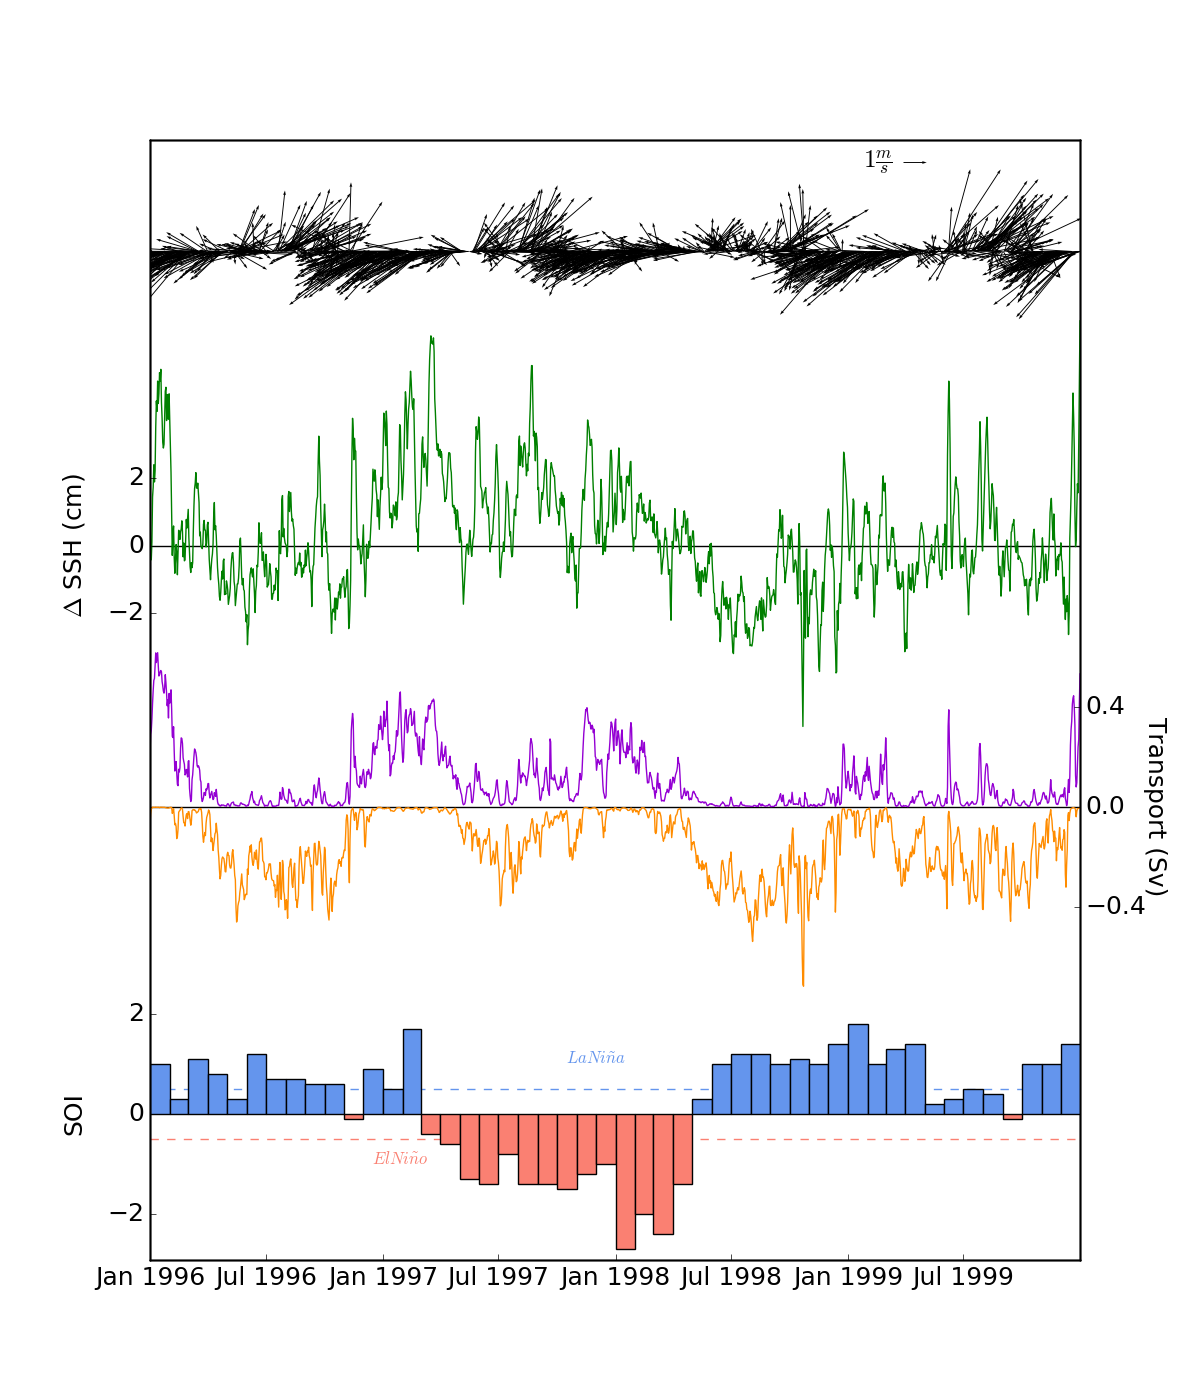 1 m/s
2
Δ SSH (cm)
0
−2
0.4
0.0
Transport (Sv)
−0.4
2
LaNiña
SOI
0
ElNiño
−2
Jan 1996 Jul 1996 Jan 1997 Jul 1997 Jan 1998 Jul 1998 Jan 1999 Jul 1999